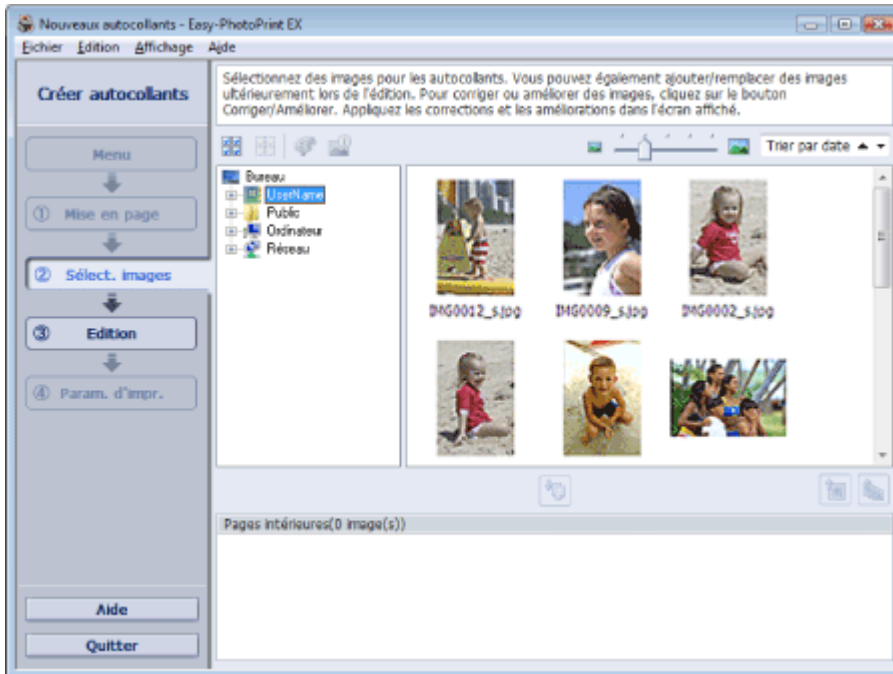 Nouveaux autocollants - Easy-PhotoPrint EX
Eichier Edition Affichage Aide
Créer autocollants
Sélectionnez des images pour les autocollants. Vous pouvez également ajouter/remplacer des images
ultérieurement lors de l'édition. Pour corriger ou améliorer des images, cliquez sur le bouton
Corriger/Améliorer. Appliquez les corrections et les améliorations dans l'écran affiché.
Menu
① Mise en page
② Sélect. images
③ Edition
④ Param. d'impr.
Trier par date
Bureau
UserName
Public
Ordinateur
Réseau
IMG0012_s.jpg IMG0009_s.jpg IMG0002_s.jpg
Pages intérieures(0 image(s))
Aide
Quitter